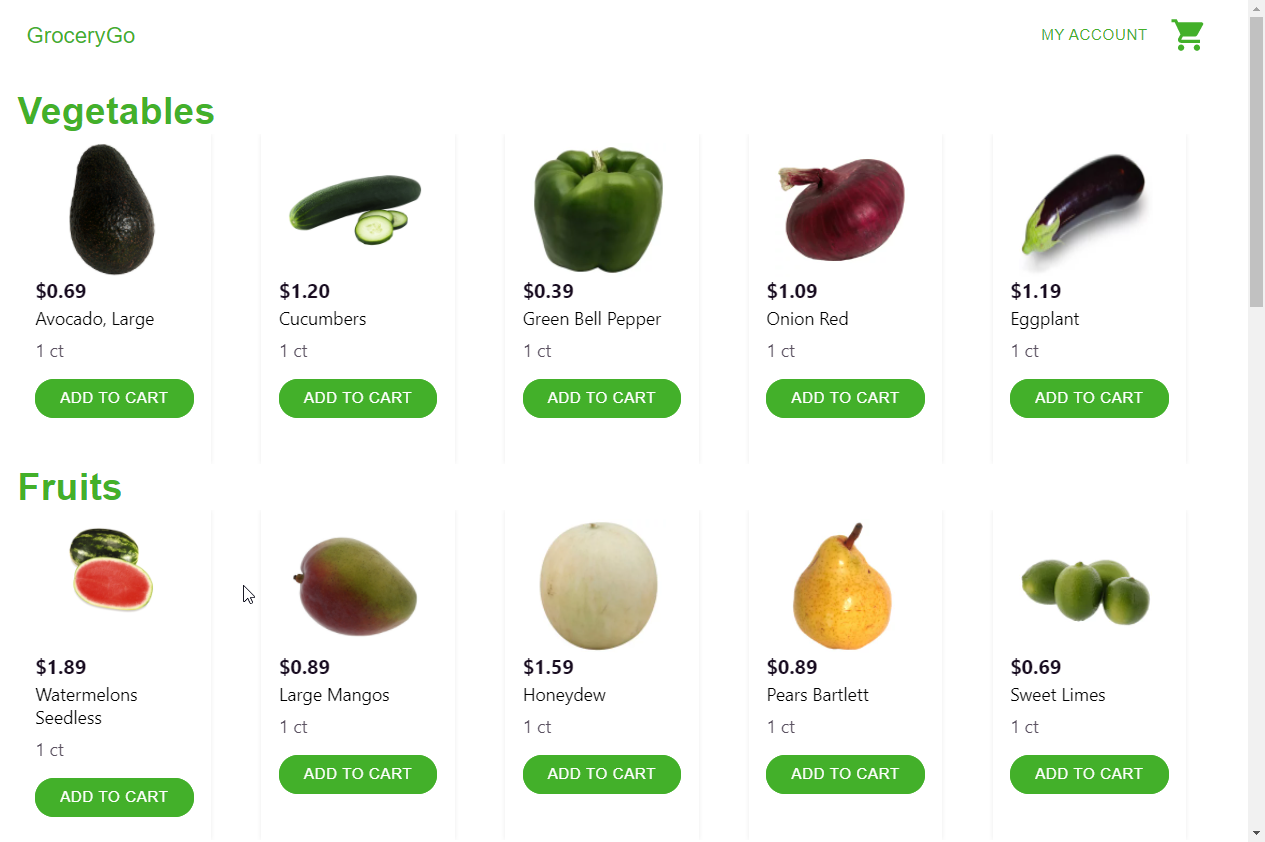 GroceryGo
MY ACCOUNT
Vegetables
$0.69
Avocado, Large
1 ct
ADD TO CART
$1.20
Cucumbers
1 ct
ADD TO CART
$0.39
Green Bell Pepper
1 ct
ADD TO CART
$1.09
Onion Red
1 ct
ADD TO CART
$1.19
Eggplant
1 ct
ADD TO CART
Fruits
$1.89
Watermelons
Seedless
1 ct
ADD TO CART
$0.89
Large Mangos
1 ct
ADD TO CART
$1.59
Honeydew
1 ct
ADD TO CART
$0.89
Pears Bartlett
1 ct
ADD TO CART
$0.69
Sweet Limes
1 ct
ADD TO CART